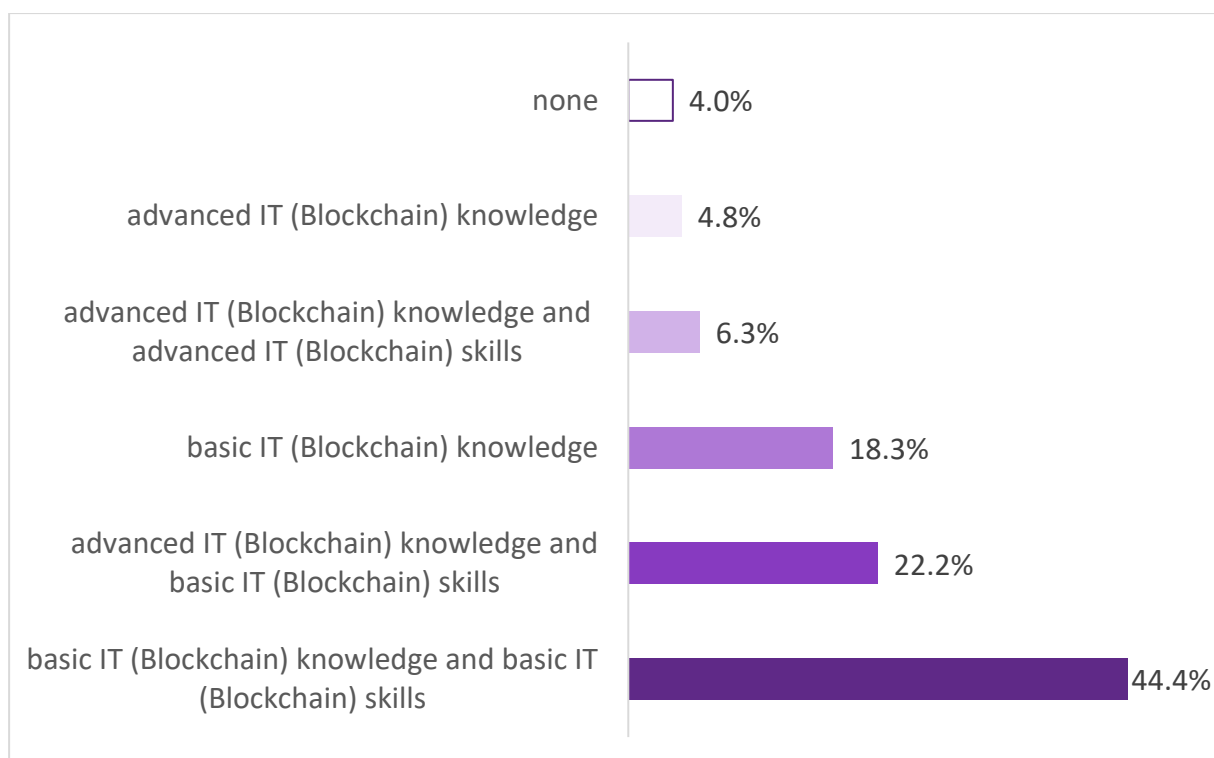 none
4.0%
advanced IT (Blockchain) knowledge
4.8%
advanced IT (Blockchain) knowledge and
advanced IT (Blockchain) skills
6.3%
basic IT (Blockchain) knowledge
18.3%
advanced IT (Blockchain) knowledge and
basic IT (Blockchain) skills
22.2%
basic IT (Blockchain) knowledge and basic IT
(Blockchain) skills
44.4%